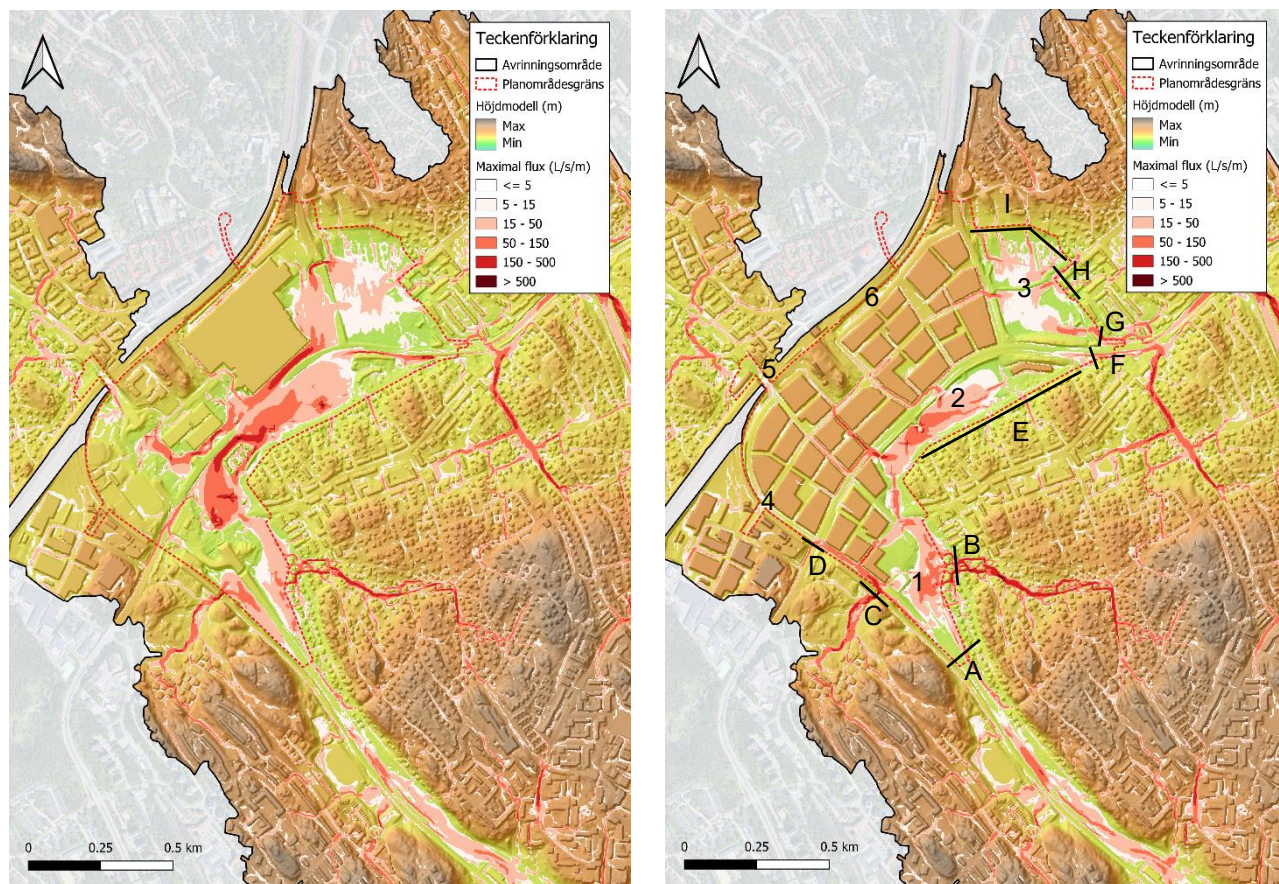 Teckenförklaring
Avrinningsområde
Planområdesgräns
Höjdmodell (m)
Max
Min
Maximal flux (L/s/m)
<= 5
5 - 15
15 - 50
50 - 150
150 - 500
> 500
0 0.25 0.5 km
Teckenförklaring
Avrinningsområde
Planområdesgräns
Höjdmodell (m)
Max
Min
Maximal flux (L/s/m)
<= 5
5 - 15
15 - 50
50 - 150
150 - 500
> 500
I
H
3
6
G
F
5
2
E
4
B
D
1
C
A
0 0.25 0.5 km